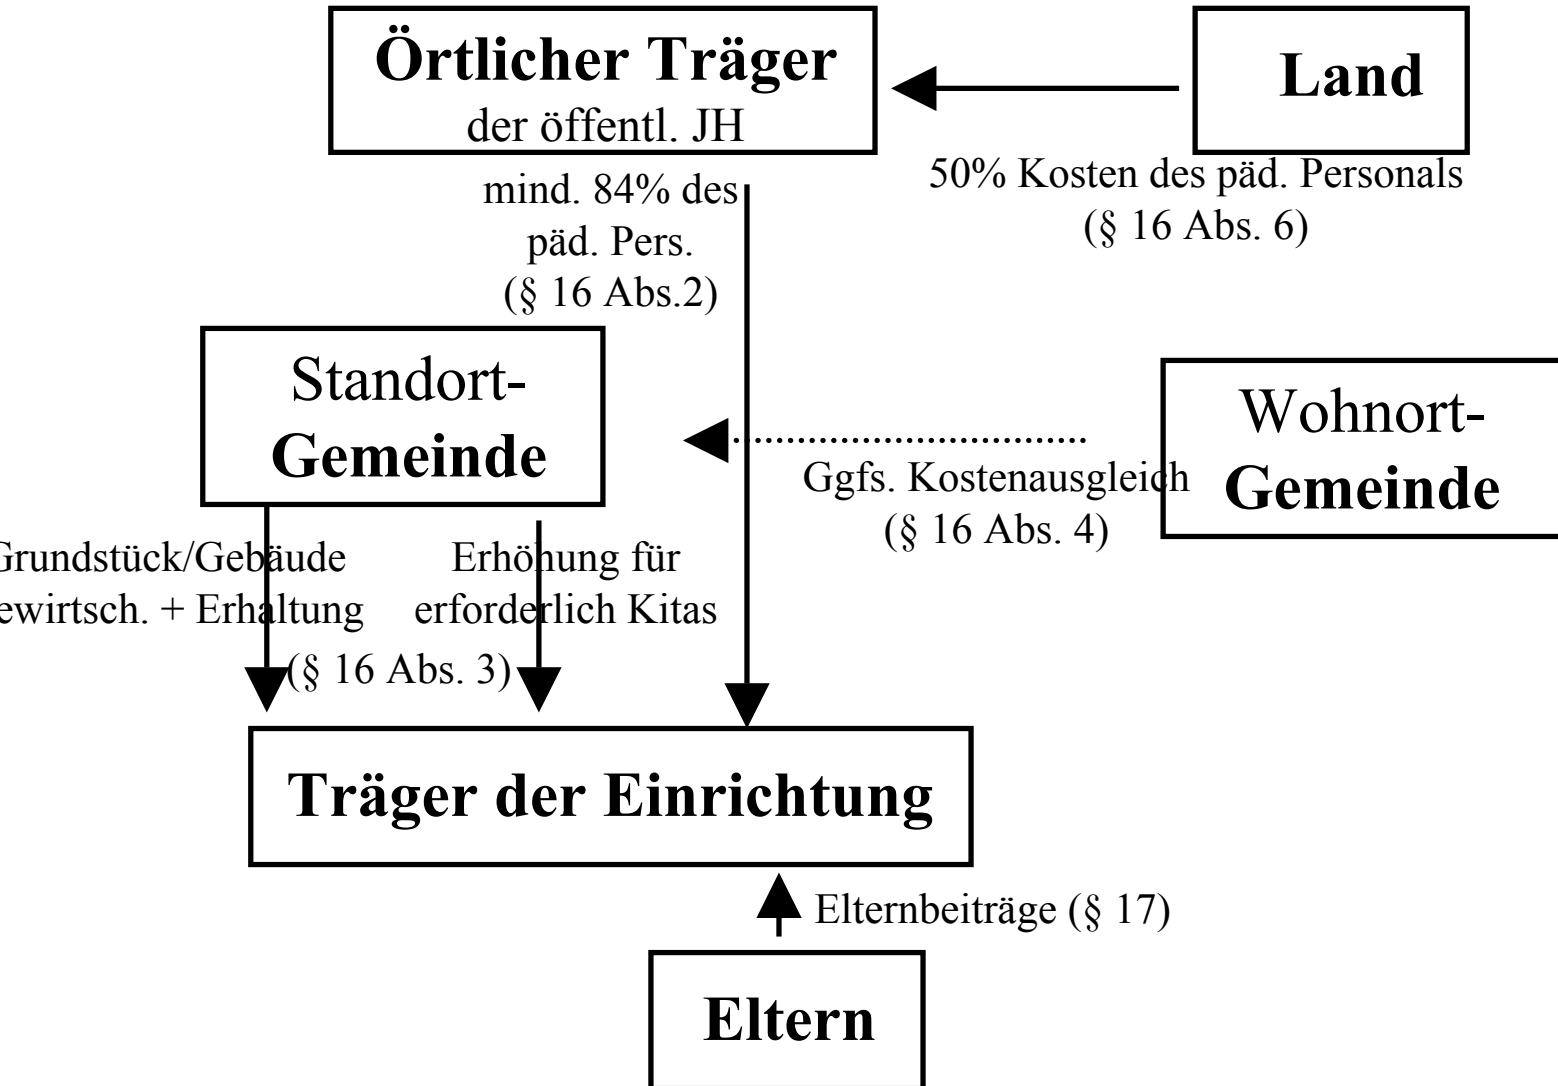 Örtlicher Träger
der öffentl. JH
Land
50% Kosten des päd. Personals
(§ 16 Abs. 6)
mind. 84% des
päd. Pers.
(§ 16 Abs.2)
Standort-
Gemeinde
Wohnort-
Gemeinde
Ggfs. Kostenausgleich
(§ 16 Abs. 4)
Grundstück/Gebäude
ewirtsch. + Erhaltung
Erhöhung für
erforderlich Kitas
(§ 16 Abs. 3)
Träger der Einrichtung
Elternbeiträge (§ 17)
Eltern